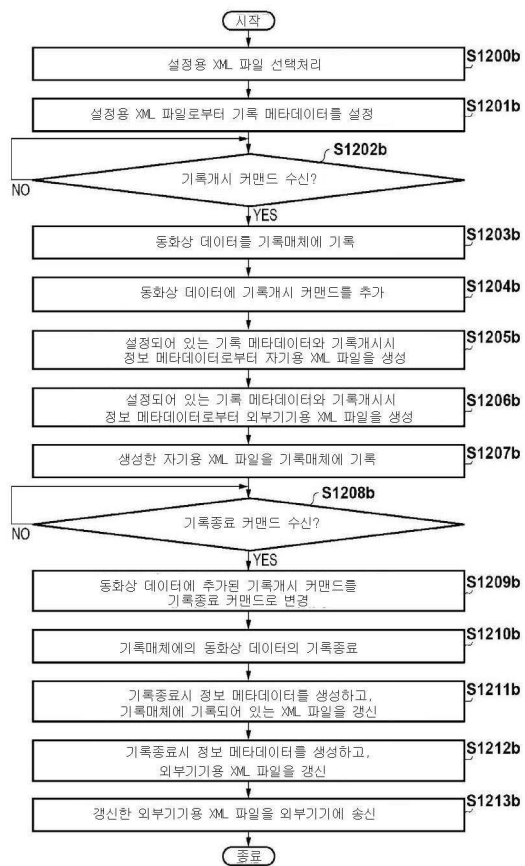 시작
S1200b
설정용 XML 파일 선택처리
S1201b
설정용 XML 파일로부터 기록 메타데이터를 설정
S1202b
기록개시 커맨드 수신?
NO
YES
S1203b
동화상 데이터를 기록매체에 기록
S1204b
동화상 데이터에 기록개시 커맨드를 추가
S1205b
설정되어 있는 기록 메타데이터와 기록개시시
정보 메타데이터로부터 자기용 XML 파일을 생성
S1206b
설정되어 있는 기록 메타데이터와 기록개시시
정보 메타데이터로부터 외부기기용 XML 파일을 생성
S1207b
생성한 자기용 XML 파일을 기록매체에 기록
S1208b
기록종료 커맨드 수신?
NO
YES
S1209b
동화상 데이터에 추가된 기록개시 커맨드를
기록종료 커맨드로 변경
S1210b
기록매체에의 동화상 데이터의 기록종료
S1211b
기록종료시 정보 메타데이터를 생성하고,
기록매체에 기록되어 있는 XML 파일을 갱신
S1212b
기록종료시 정보 메타데이터를 생성하고,
외부기기용 XML 파일을 갱신
S1213b
갱신한 외부기기용 XML 파일을 외부기기에 송신
종료